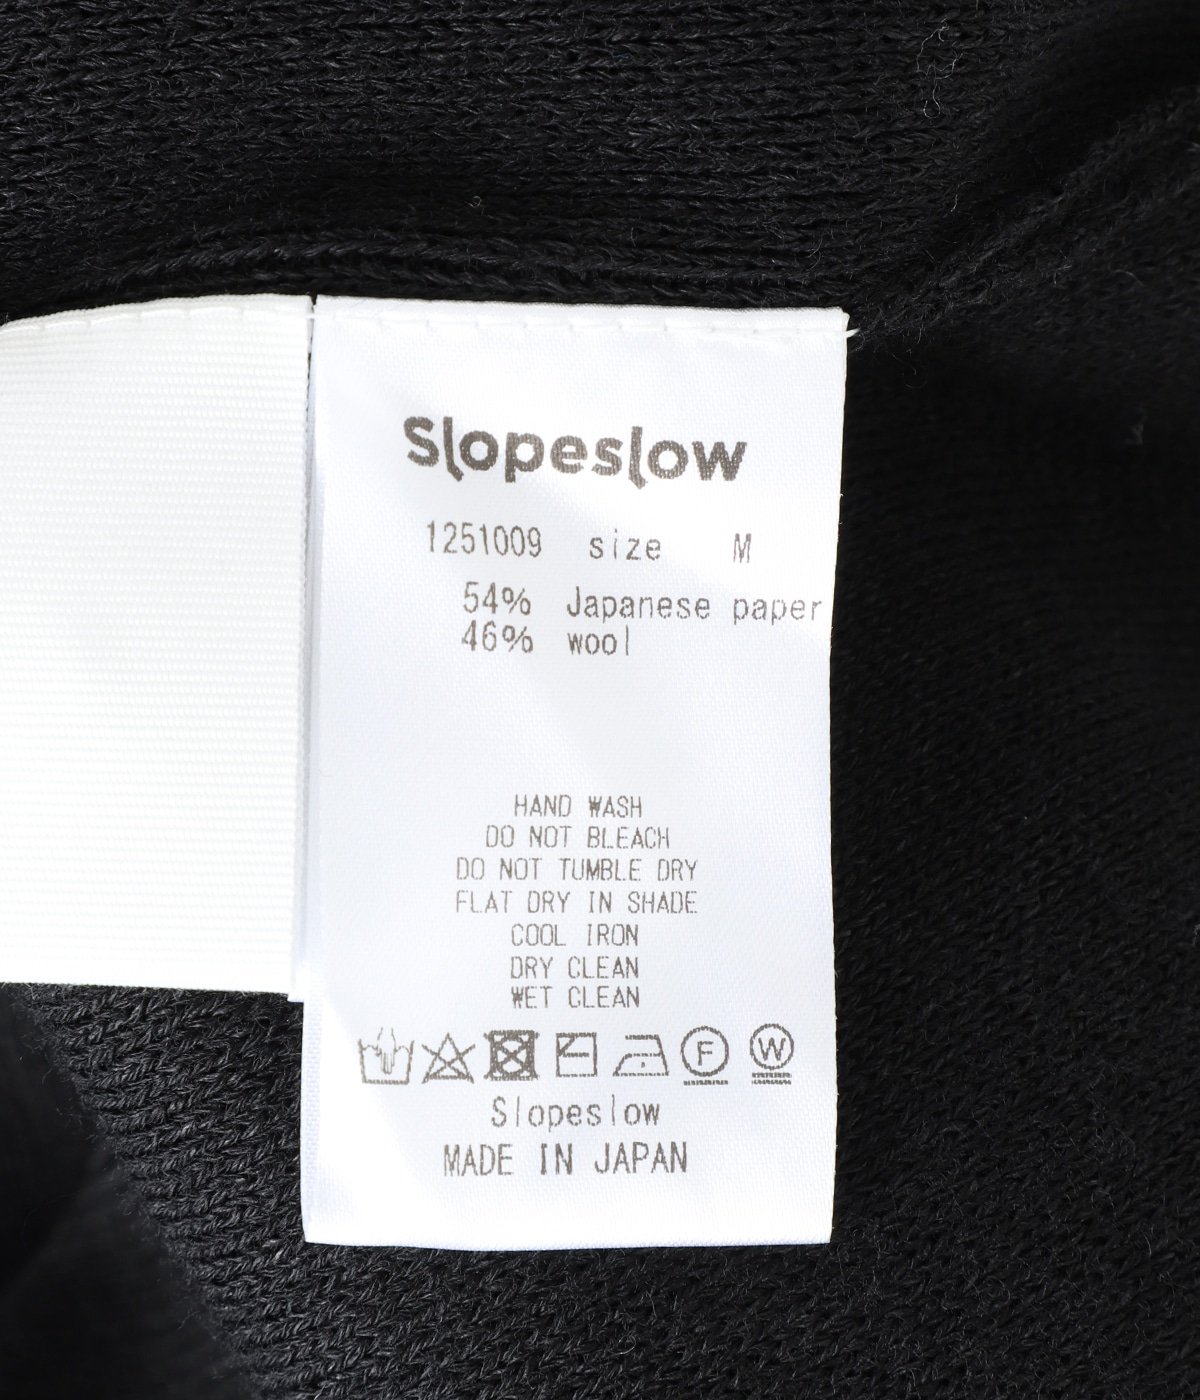 Slopeslow
1251009 size M
54% Japanese paper
46% wool
HAND WASH
DO NOT BLEACH
DO NOT TUMBLE DRY
FLAT DRY IN SHADE
COOL IRON
DRY CLEAN
WET CLEAN
F W
Slopeslow
MADE IN JAPAN